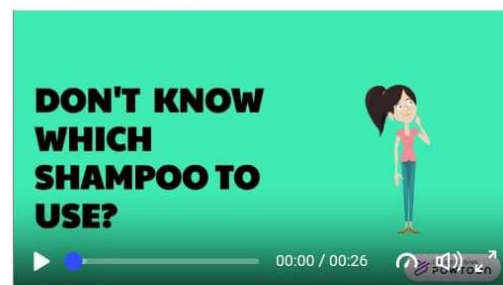 DON'T KNOW
WHICH
SHAMPOO TO
USE?
00:00 / 00:26
POWTOON